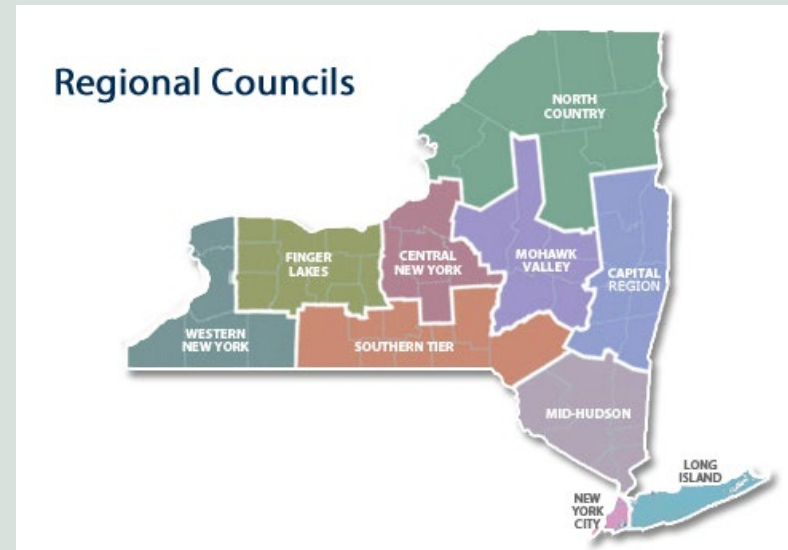 Regional Councils
NORTH
COUNTRY
FINGER
LAKES
CENTRAL
NEW YORK
MOHAWK
VALLEY
CAPITAL
REGION
WESTERN
NEW YORK
SOUTHERN TIER
MID-HUDSON
LONG
ISLAND
NEW
YORK
CITY